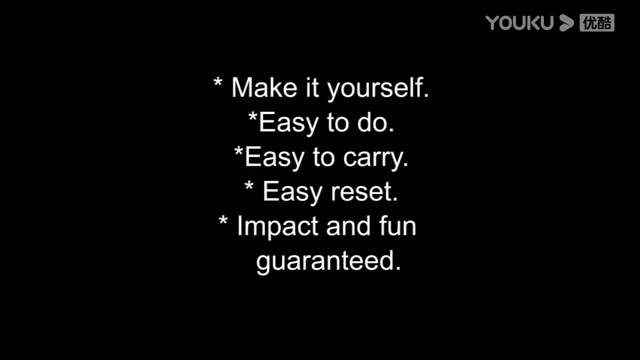 YOUKU 优酷
* Make it yourself.
*Easy to do.
*Easy to carry.
* Easy reset.
* Impact and fun
guaranteed.